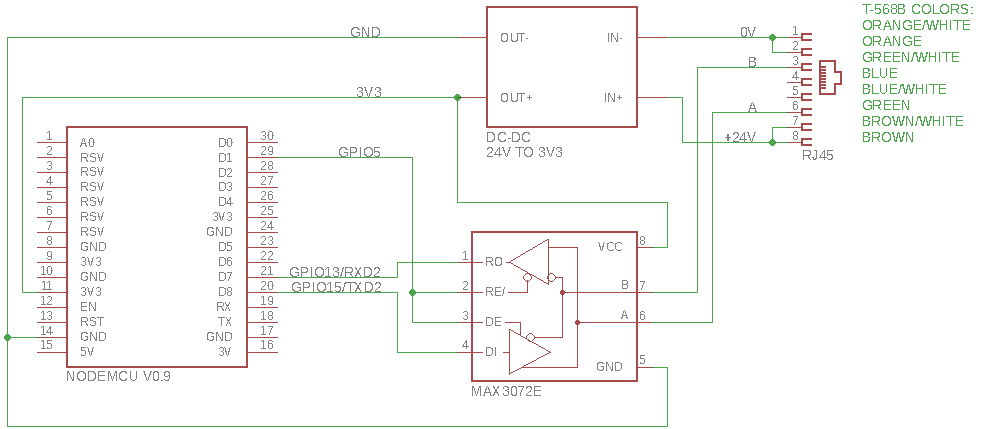 T-568B COLORS:
ORANGE/WHITE
ORANGE
GREEN/WHITE
BLUE
BLUE/WHITE
GREEN
BROWN/WHITE
BROWN
GND
OUT- IN-
0V
1
2
B
3
4
3V3
OUT+ IN+
5
A
6
7
+24V
8
RJ45
DC-DC
24V TO 3V3
1 A0 D0 30
2 RSV D1 29 GPIO5
3 RSV D2 28
4 RSV D3 27
5 RSV D4 26
6 RSV 3V3 25
7 RSV GND 24
8 GND D5 23
9 3V3 D6 22
10 GND D7 21 GPIO13/RXD2
11 3V3 D8 20 GPIO15/TXD2
12 EN RX 19
13 RST TX 18
14 GND GND 17
15 5V 3V 16
NODEMCU V0.9
VCC 8
1 RO
2 RE/ B 7
3 DE A 6
4 DI
GND 5
MAX3072E